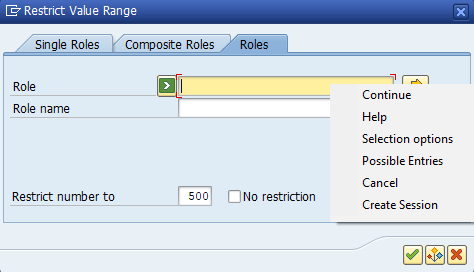 Restrict Value Range
Single Roles Composite Roles Roles
Role
Role name
Continue
Help
Selection options
Possible Entries
Cancel
Create Session
Restrict number to 500 No restriction